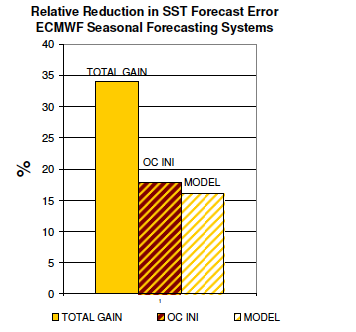 Relative Reduction in SST Forecast Error
ECMWF Seasonal Forecasting Systems
40
35
30
25
20
15
10
5
0
%
TOTAL GAIN
OC INI
MODEL
TOTAL GAIN OC INI MODEL